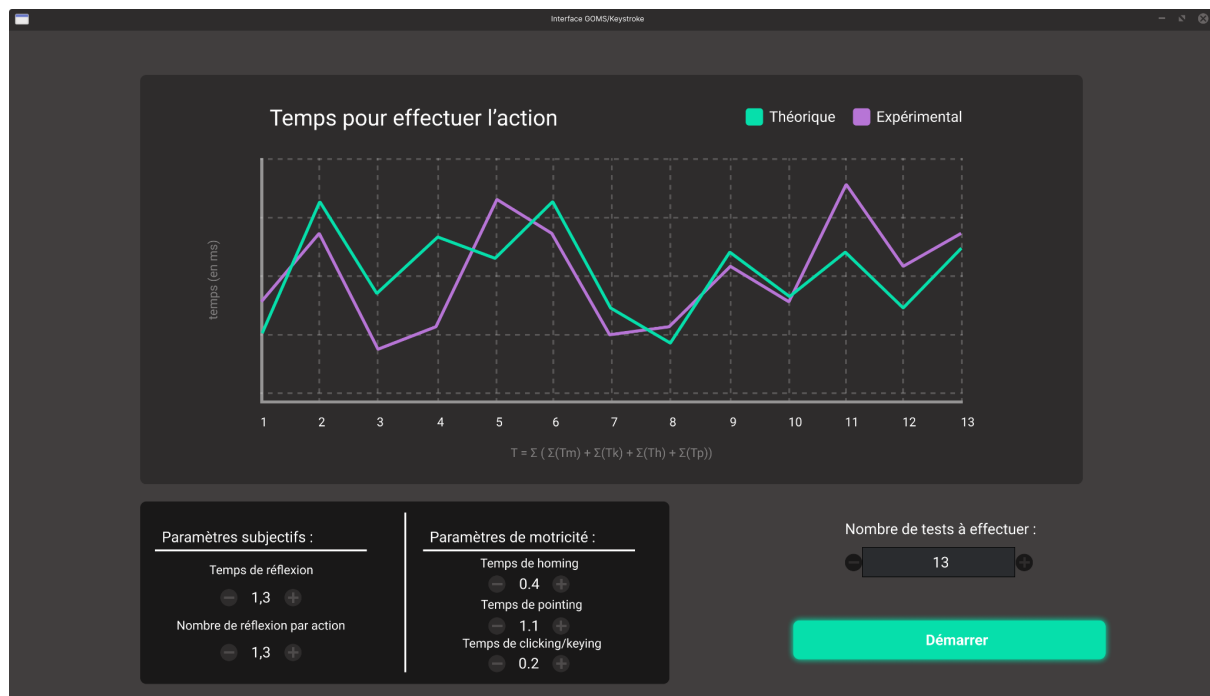 Interface GOMS/Keystroke
Temps pour effectuer l’action
Théorique
Expérimental
temps (en ms)
1 2 3 4 5 6 7 8 9 10 11 12 13
T = Σ ( Σ(Tm) + Σ(Tk) + Σ(Th) + Σ(Tp))
Paramètres subjectifs :
Temps de réflexion
1,3
Nombre de réflexion par action
1,3
Paramètres de motricité :
Temps de homing
0.4
Temps de pointing
1.1
Temps de clicking/keying
0.2
Nombre de tests à effectuer :
13
Démarrer